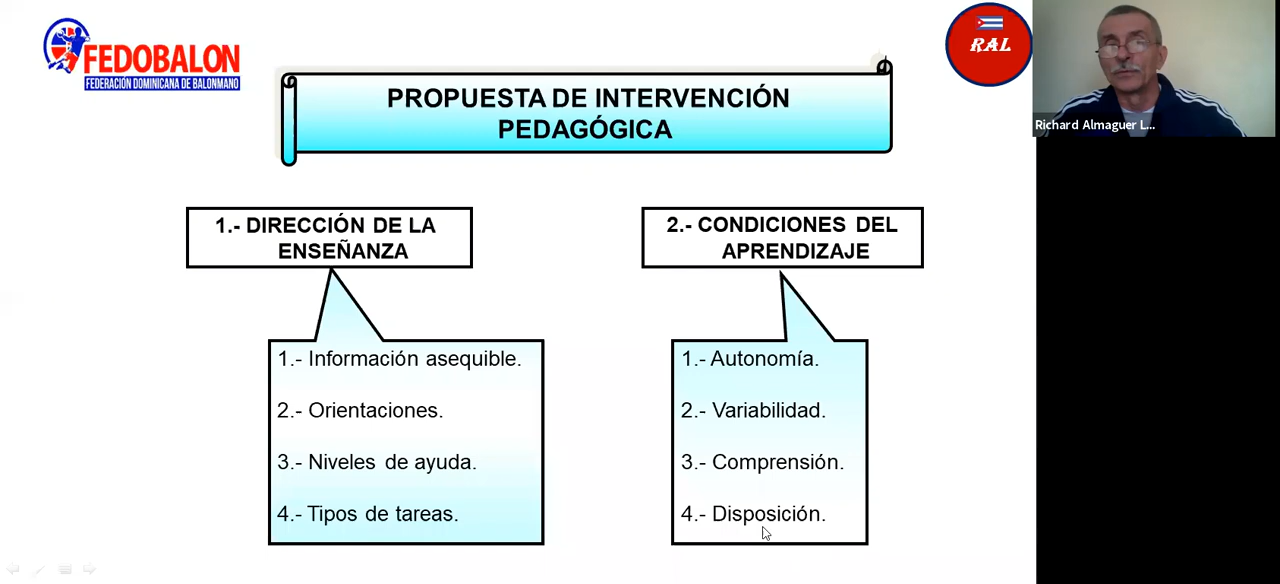 FEDOBALON
FEDERACIÓN DOMINICANA DE BALONMANO
RAL
Richard Almaguer L...
PROPUESTA DE INTERVENCIÓN
PEDAGÓGICA
1.- DIRECCIÓN DE LA
ENSEÑANZA
1.- Información asequible.
2.- Orientaciones.
3.- Niveles de ayuda.
4.- Tipos de tareas.
2.- CONDICIONES DEL
APRENDIZAJE
1.- Autonomía.
2.- Variabilidad.
3.- Comprensión.
4.- Disposición.